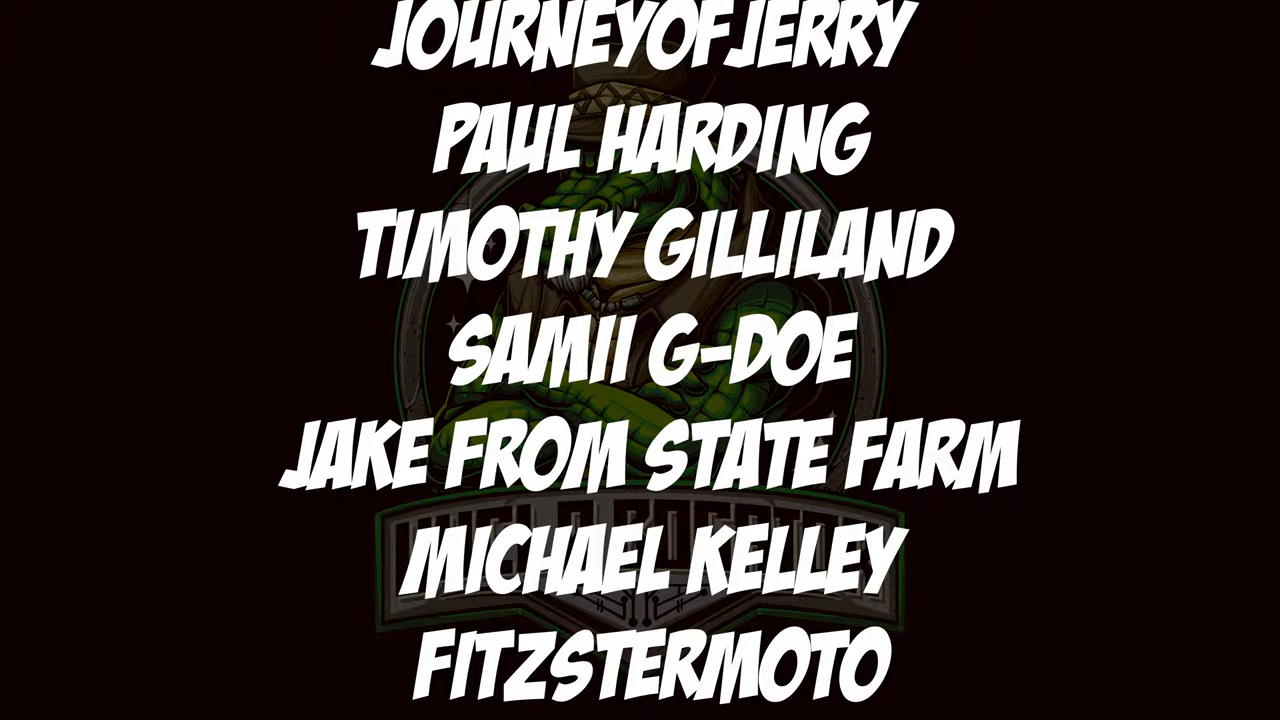 JOURNEYOFJERRY
PAUL HARDING
TIMOTHY GILLILAND
SAMII G-DOE
JAKE FROM STATE FARM
MICHAEL KELLEY
FITZSTERMOTO